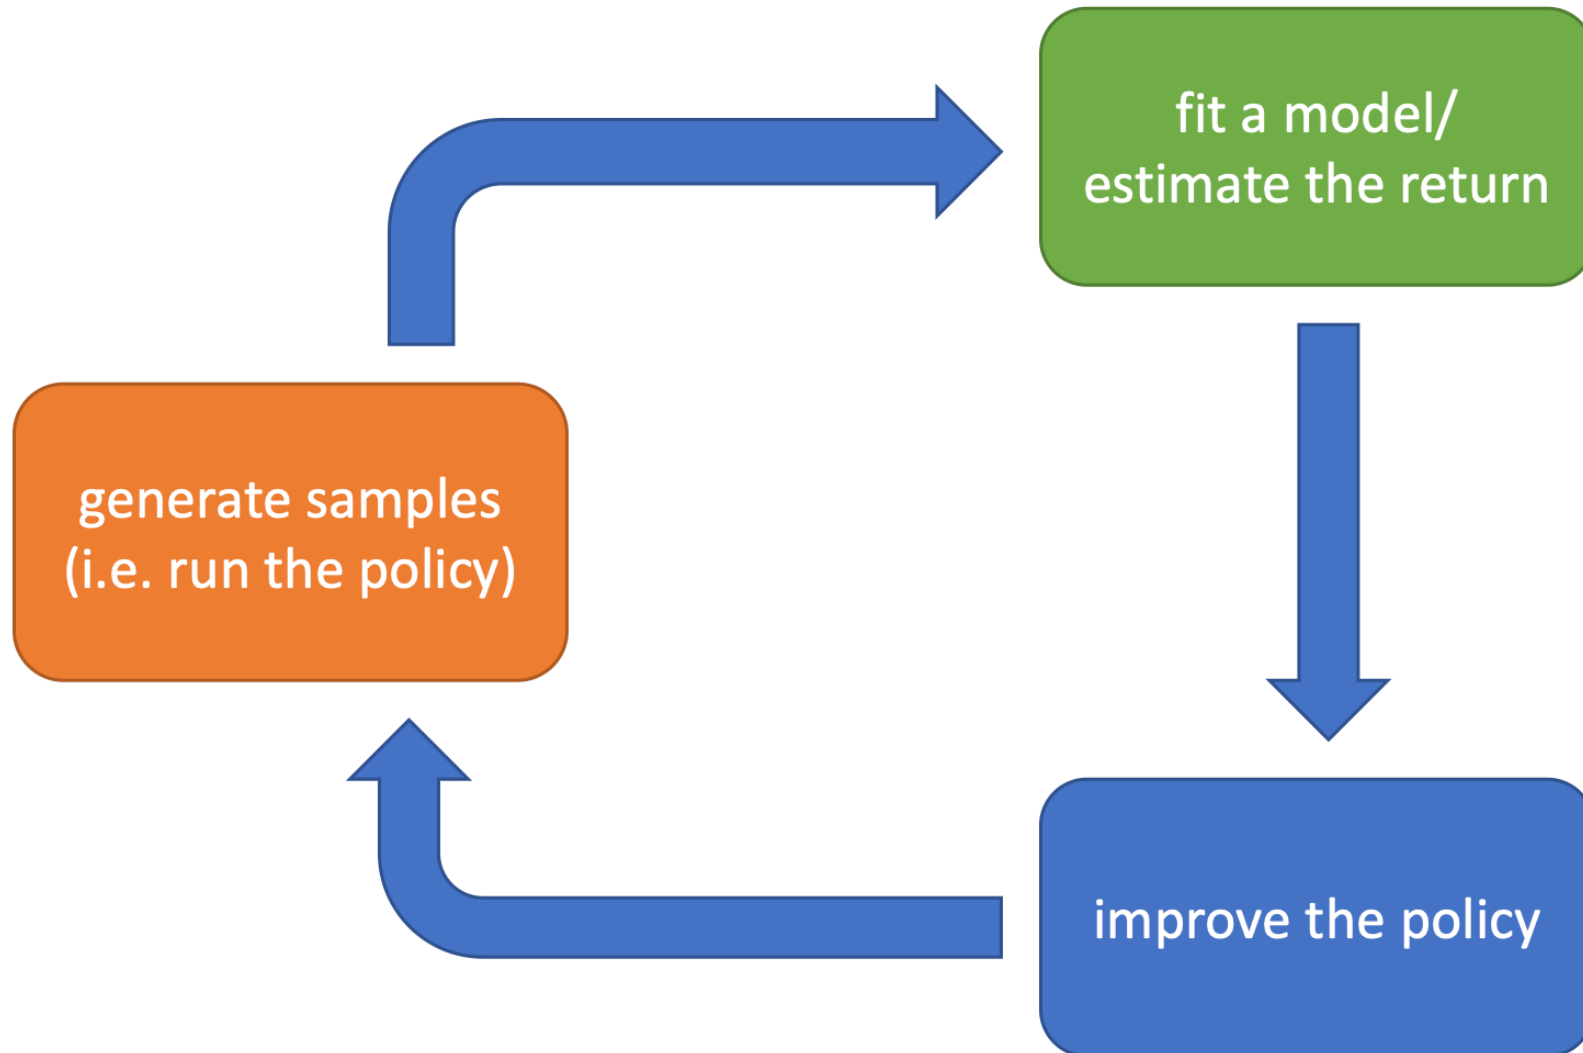 fit a model/
estimate the return
generate samples
(i.e. run the policy)
improve the policy